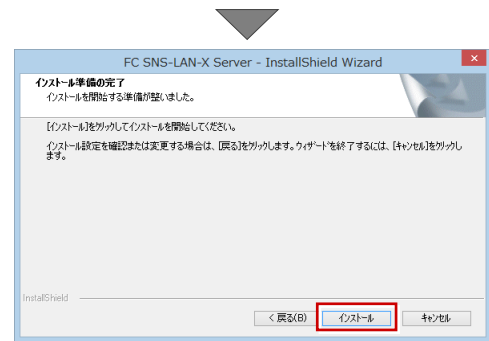 FC SNS-LAN-X Server - InstallShield Wizard
インストール準備の完了
インストールを開始する準備が整いました。
[インストール]をクリックしてインストールを開始してください。
インストール設定を確認または変更する場合は、[戻る]をクリックします。ウィザードを終了するには、[キャンセル]をクリックし
ます。
InstallShield
< 戻る(B)
インストール
キャンセル